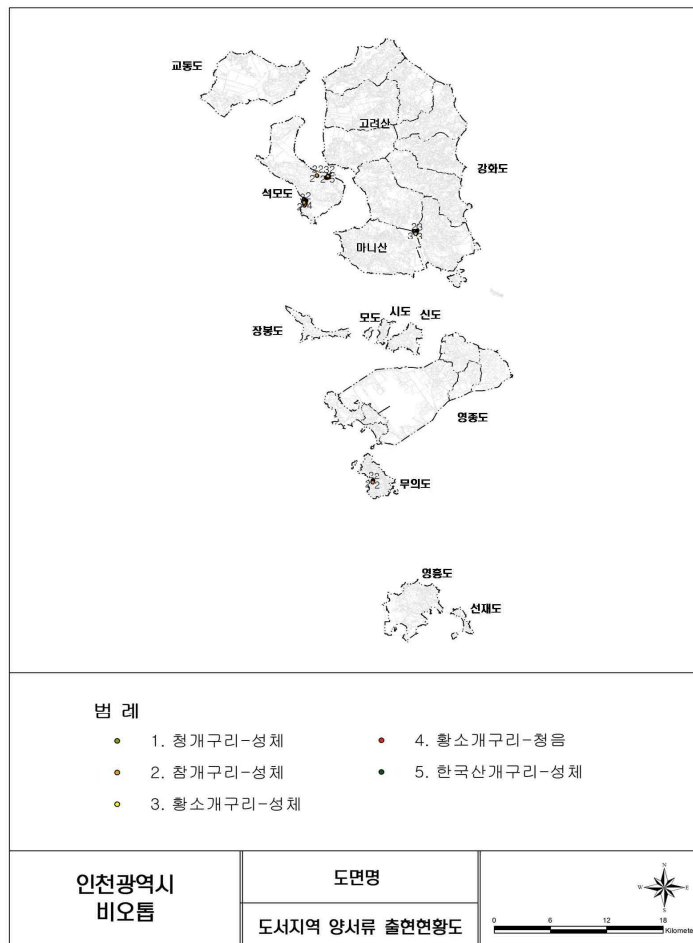 교동도
고려산
강화도
석모도
마니산
장봉도
모도
시도
신도
영종도
무의도
영흥도
선재도
범 례
1. 청개구리-성체
2. 참개구리-성체
3. 황소개구리-성체
4. 황소개구리-청음
5. 한국산개구리-성체
인천광역시
비오톱
도면명
도서지역 양서류 출현현황도
N
W
E
S
0 6 12 18
Kilomete